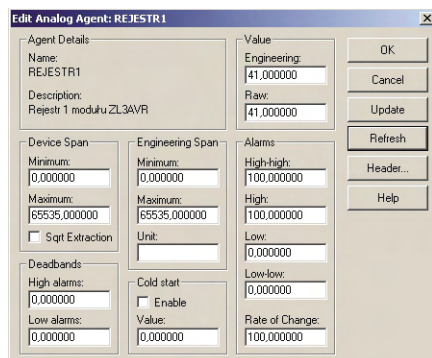 Edit Analog Agent: REJESTR1
Agent Details
Name:
REJESTR1
Description:
Rejestr 1 modułu ZL3AVR
Value
Engineering:
41,000000
Raw:
41,000000
OK
Cancel
Update
Refresh
Header...
Help
Device Span
Minimum:
0,000000
Maximum:
65535,000000
Sqrt Extraction
Engineering Span
Minimum:
0,000000
Maximum:
65535,000000
Unit:
Alarms
High-high:
100,000000
High:
100,000000
Low:
0,000000
Low-low:
0,000000
Rate of Change:
100,000000
Deadbands
High alarms:
0,000000
Low alarms:
0,000000
Cold start
Enable
Value:
0,000000